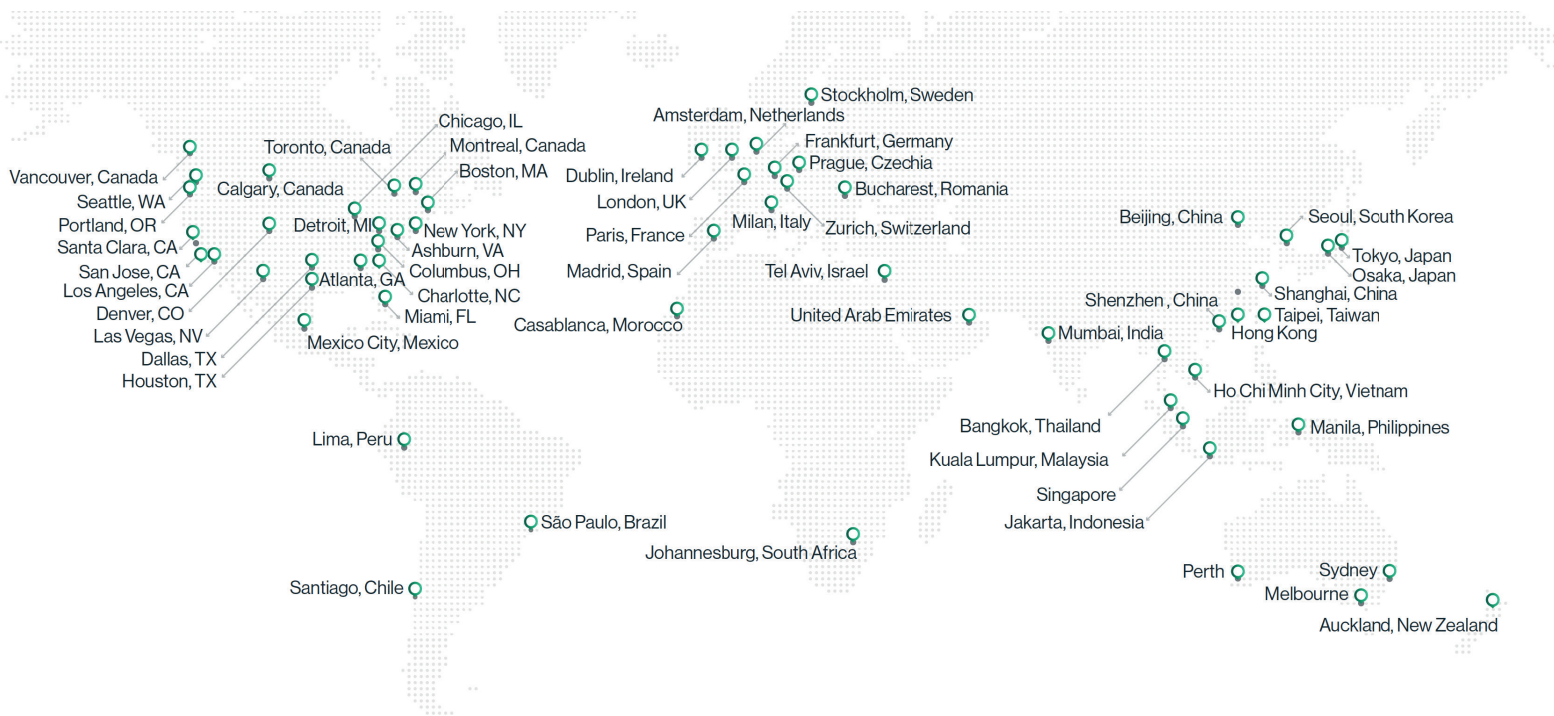 Stockholm, Sweden
Amsterdam, Netherlands
Chicago, IL
Toronto, Canada
Montreal, Canada
Frankfurt, Germany
Prague, Czechia
Boston, MA
Vancouver, Canada
Calgary, Canada
Dublin, Ireland
Bucharest, Romania
Seattle, WA
London, UK
Portland, OR
Detroit, MI
New York, NY
Milan, Italy
Zurich, Switzerland
Beijing, China
Seoul, South Korea
Paris, France
Santa Clara, CA
Ashburn, VA
Tokyo, Japan
San Jose, CA
Columbus, OH
Madrid, Spain
Tel Aviv, Israel
Osaka, Japan
Atlanta, GA
Los Angeles, CA
Charlotte, NC
Shanghai, China
Shenzhen , China
Denver, CO
Miami, FL
Casablanca, Morocco
United Arab Emirates
Taipei, Taiwan
Las Vegas, NV
Mumbai, India
Hong Kong
Mexico City, Mexico
Dallas, TX
Houston, TX
Ho Chi Minh City, Vietnam
Bangkok, Thailand
Manila, Philippines
Lima, Peru
Kuala Lumpur, Malaysia
Singapore
São Paulo, Brazil
Jakarta, Indonesia
Johannesburg, South Africa
Perth
Sydney
Santiago, Chile
Melbourne
Auckland, New Zealand